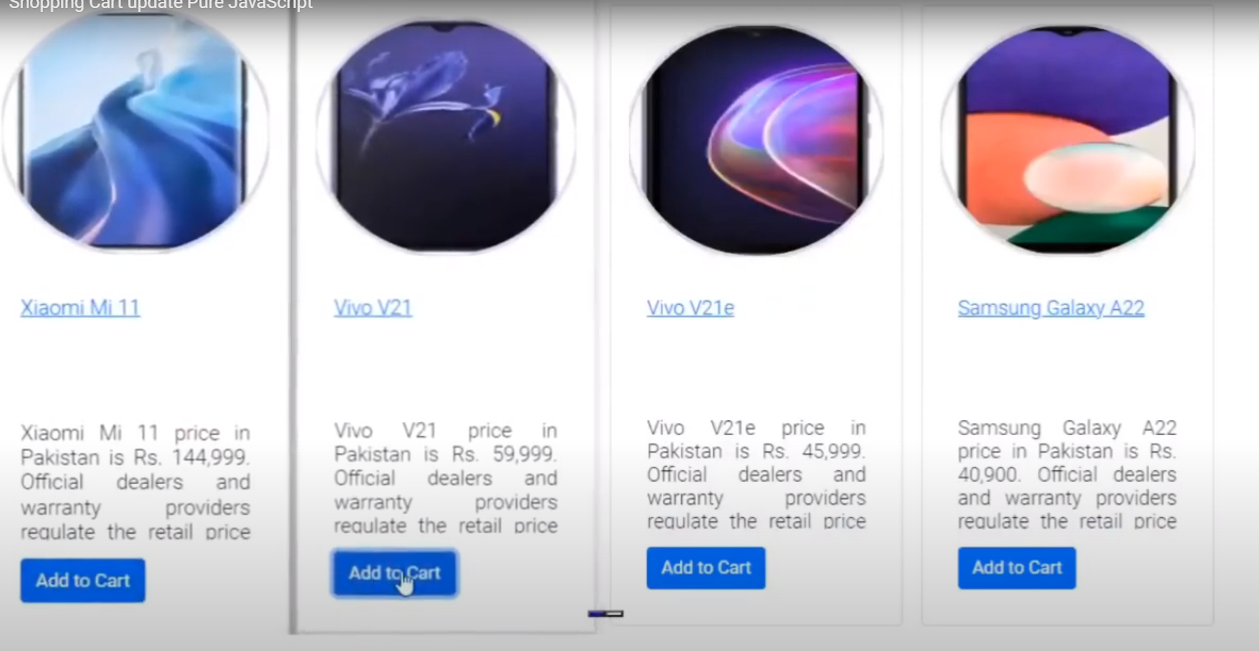 Shopping Cart update Pure JavaScript
Xiaomi Mi 11
Vivo V21
Vivo V21e
Samsung Galaxy A22
Xiaomi Mi 11 price in
Pakistan is Rs. 144,999.
Official dealers and
warranty providers
regulate the retail price
Add to Cart
Vivo V21 price in
Pakistan is Rs. 59,999.
Official dealers and
warranty providers
regulate the retail price
Add to Cart
Vivo V21e price in
Pakistan is Rs. 45,999.
Official dealers and
warranty providers
regulate the retail price
Add to Cart
Samsung Galaxy A22
price in Pakistan is Rs.
40,900. Official dealers
and warranty providers
regulate the retail price
Add to Cart